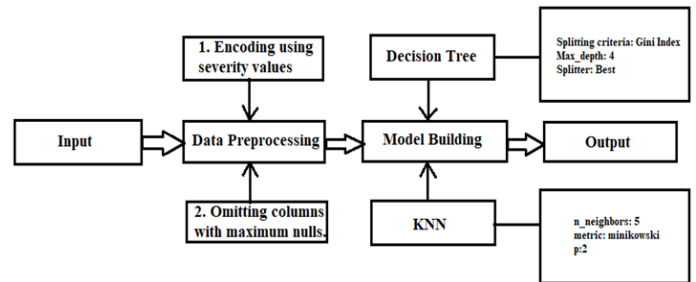 1. Encoding using
severity values
Decision Tree
Splitting criteria: Gini Index
Max_depth: 4
Splitter: Best
Input
Data Preprocessing
Model Building
Output
2. Omitting columns
with maximum nulls.
KNN
n_neighbors: 5
metric: minikowski
p:2